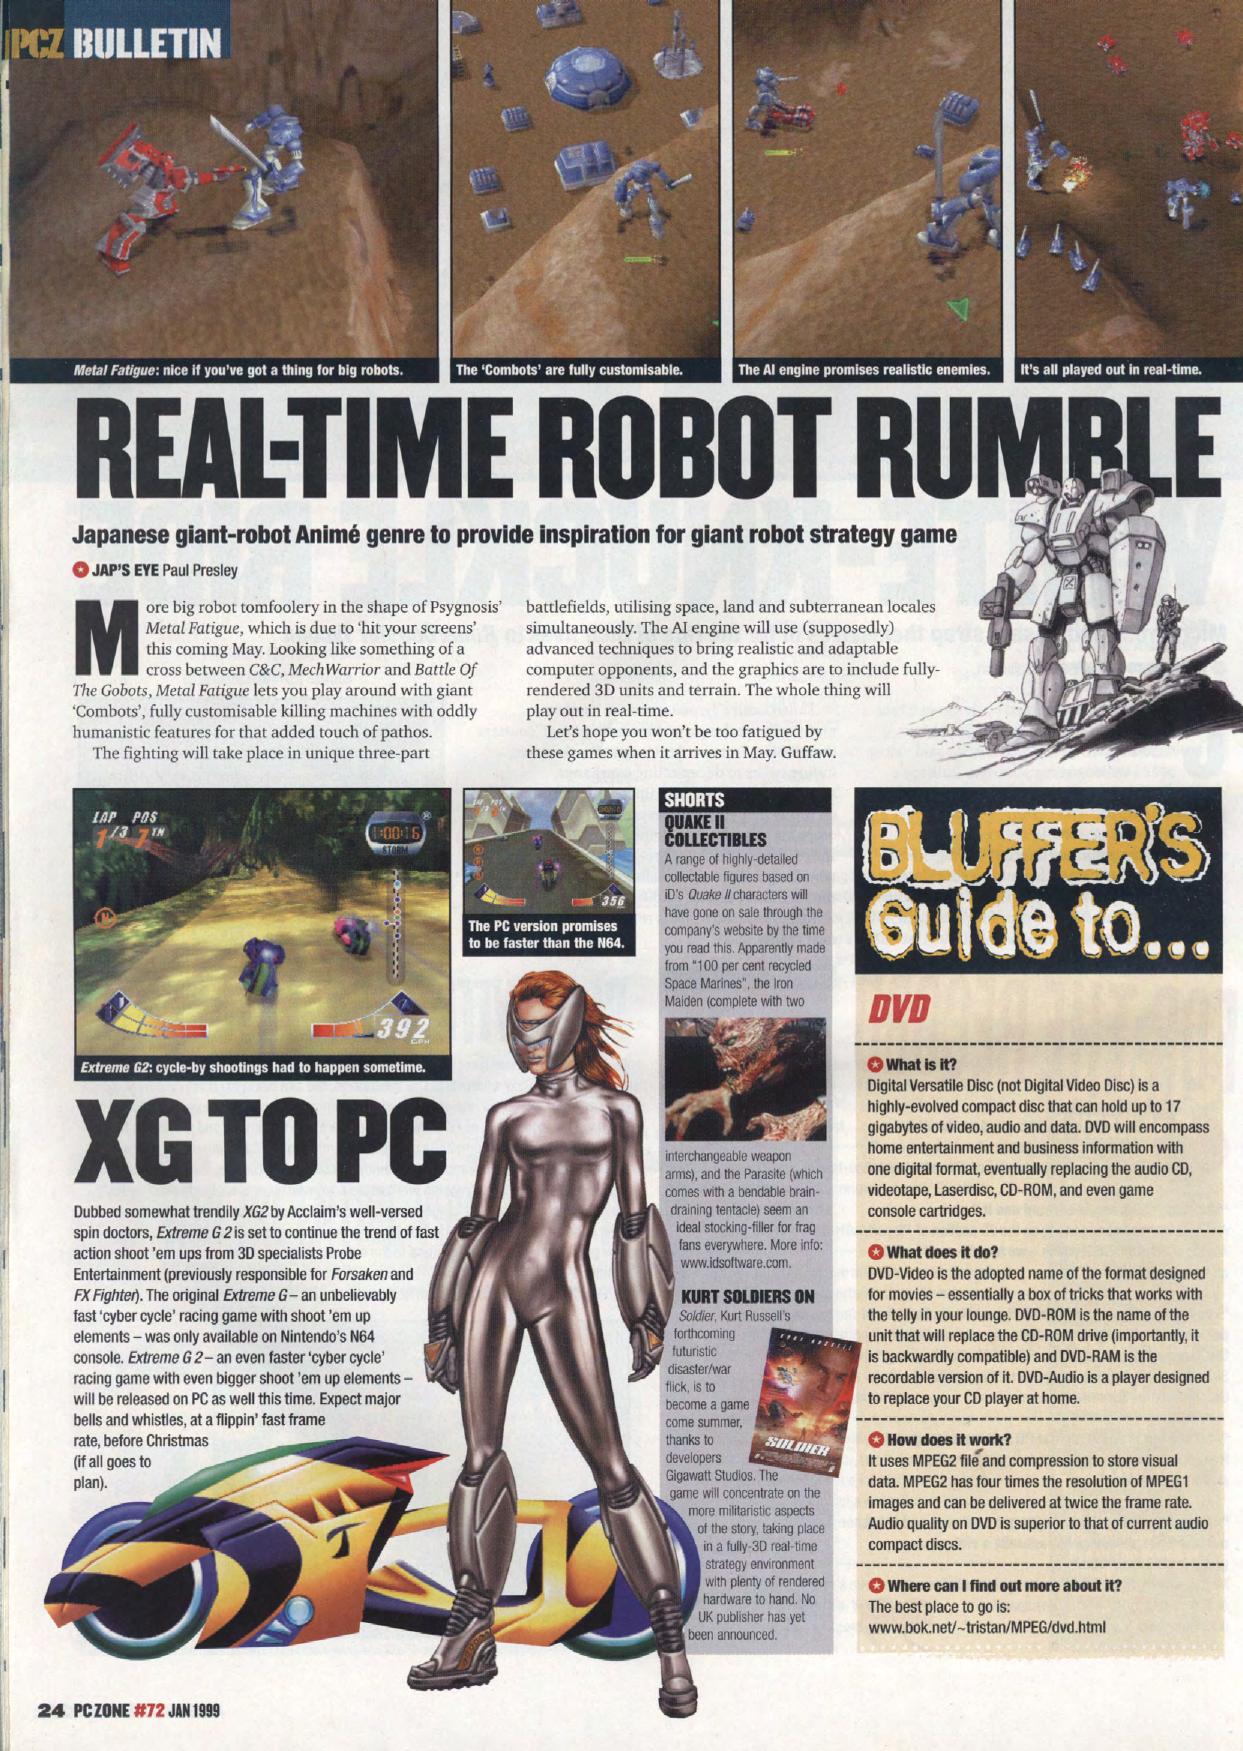 PCZ BULLETIN
Metal Fatigue: nice if you've got a thing for big robots.
The 'Combots' are fully customisable.
The AI engine promises realistic enemies.
It's all played out in real-time.
REAL-TIME ROBOT RUMBLE
Japanese giant-robot Animé genre to provide inspiration for giant robot strategy game
JAP'S EYE Paul Presley
More big robot tomfoolery in the shape of Psygnosis'
Metal Fatigue, which is due to 'hit your screens'
this coming May. Looking like something of a
cross between C&C, MechWarrior and Battle Of
The Gobots, Metal Fatigue lets you play around with giant
'Combots', fully customisable killing machines with oddly
humanistic features for that added touch of pathos.
The fighting will take place in unique three-part
battlefields, utilising space, land and subterranean locales
simultaneously. The AI engine will use (supposedly)
advanced techniques to bring realistic and adaptable
computer opponents, and the graphics are to include fully-
rendered 3D units and terrain. The whole thing will
play out in real-time.
Let's hope you won't be too fatigued by
these games when it arrives in May. Guffaw.
LAP POS
1/3 7TH
1:00:16
STORM
392
GPH
Extreme G2: cycle-by shootings had to happen sometime.
LAP POS
356
The PC version promises
to be faster than the N64.
XG TO PC
Dubbed somewhat trendily XG2 by Acclaim's well-versed
spin doctors, Extreme G 2 is set to continue the trend of fast
action shoot 'em ups from 3D specialists Probe
Entertainment (previously responsible for Forsaken and
FX Fighter). The original Extreme G – an unbelievably
fast 'cyber cycle' racing game with shoot 'em up
elements – was only available on Nintendo's N64
console. Extreme G 2 – an even faster 'cyber cycle'
racing game with even bigger shoot 'em up elements –
will be released on PC as well this time. Expect major
bells and whistles, at a flippin' fast frame
rate, before Christmas
(if all goes to
plan).
SHORTS
QUAKE II
COLLECTIBLES
A range of highly-detailed
collectable figures based on
iD's Quake II characters will
have gone on sale through the
company's website by the time
you read this. Apparently made
from "100 per cent recycled
Space Marines", the Iron
Maiden (complete with two
interchangeable weapon
arms), and the Parasite (which
comes with a bendable brain-
draining tentacle) seem an
ideal stocking-filler for frag
fans everywhere. More info:
www.idsoftware.com.
KURT SOLDIERS ON
Soldier, Kurt Russell's
forthcoming
futuristic
disaster/war
flick, is to
become a game
come summer,
thanks to
developers
Gigawatt Studios. The
game will concentrate on the
more militaristic aspects
of the story, taking place
in a fully-3D real-time
strategy environment
with plenty of rendered
hardware to hand. No
UK publisher has yet
been announced.
KURT RUSSELL
SOLDIER
BLUFFER'S
Guide to...
DVD
What is it?
Digital Versatile Disc (not Digital Video Disc) is a
highly-evolved compact disc that can hold up to 17
gigabytes of video, audio and data. DVD will encompass
home entertainment and business information with
one digital format, eventually replacing the audio CD,
videotape, Laserdisc, CD-ROM, and even game
console cartridges.
What does it do?
DVD-Video is the adopted name of the format designed
for movies – essentially a box of tricks that works with
the telly in your lounge. DVD-ROM is the name of the
unit that will replace the CD-ROM drive (importantly, it
is backwardly compatible) and DVD-RAM is the
recordable version of it. DVD-Audio is a player designed
to replace your CD player at home.
How does it work?
It uses MPEG2 file and compression to store visual
data. MPEG2 has four times the resolution of MPEG1
images and can be delivered at twice the frame rate.
Audio quality on DVD is superior to that of current audio
compact discs.
Where can I find out more about it?
The best place to go is:
www.bok.net/~tristan/MPEG/dvd.html
24 PC ZONE #72 JAN 1999